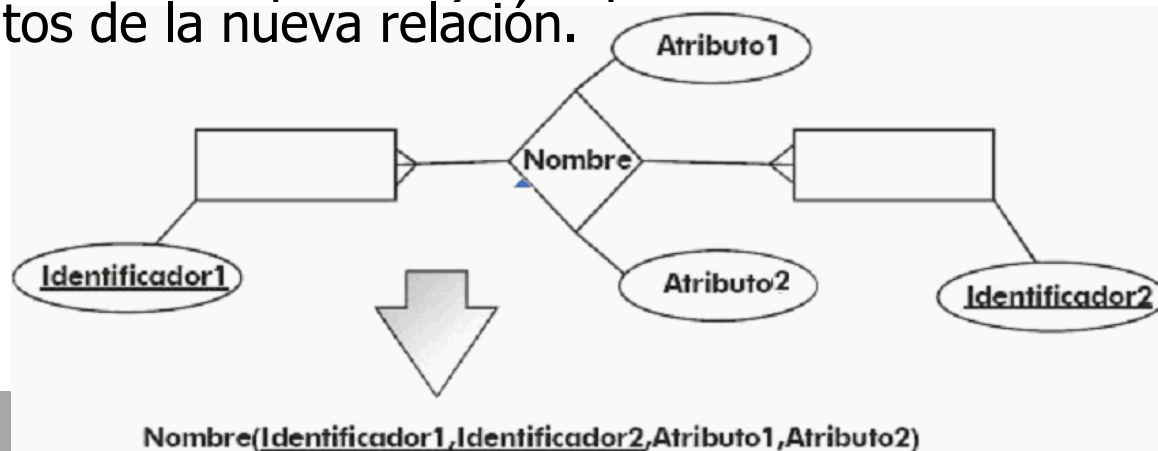 tos de la nueva relación.
Atributo1
Nombre
Identificador1
Atributo2
Identificador2
Nombre(Identificador1,Identificador2,Atributo1,Atributo2)